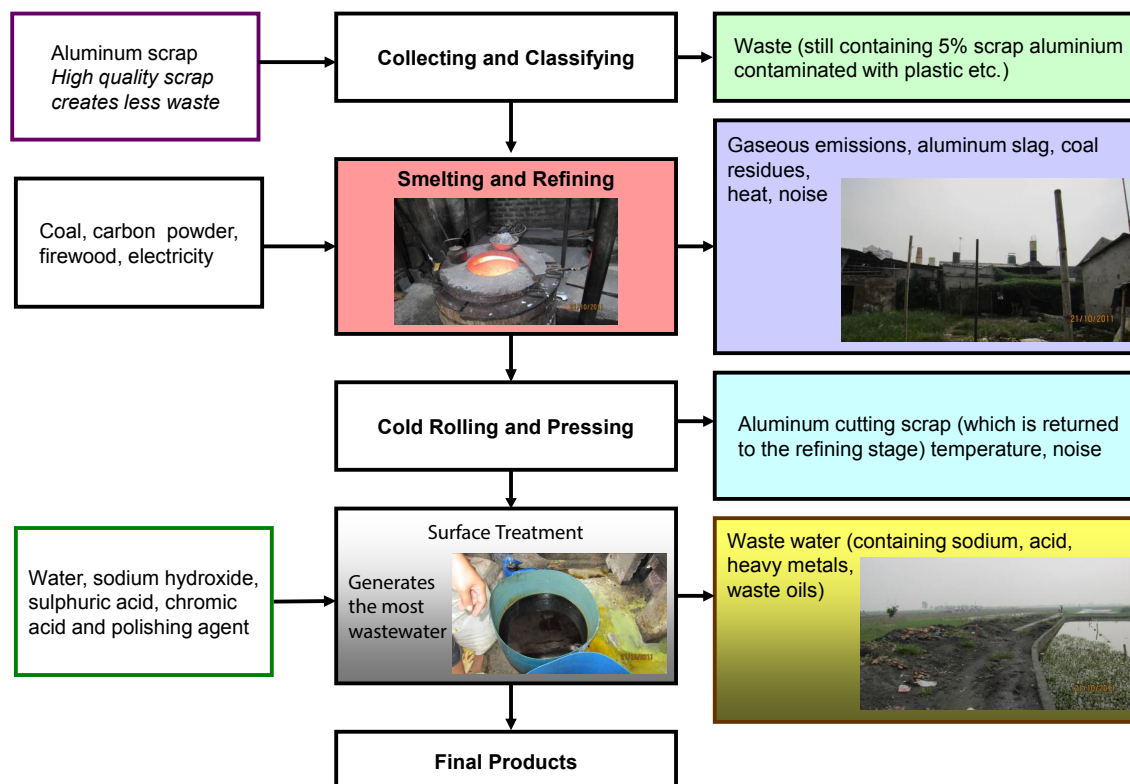 Aluminum scrap
High quality scrap
creates less waste
Collecting and Classifying
Waste (still containing 5% scrap aluminium
contaminated with plastic etc.)
Coal, carbon powder,
firewood, electricity
Smelting and Refining
Gaseous emissions, aluminum slag, coal
residues,
heat, noise
21/10/2011
Cold Rolling and Pressing
Aluminum cutting scrap (which is returned
to the refining stage) temperature, noise
Water, sodium hydroxide,
sulphuric acid, chromic
acid and polishing agent
Surface Treatment
Generates
the most
wastewater
Waste water (containing sodium, acid,
heavy metals,
waste oils)
Final Products